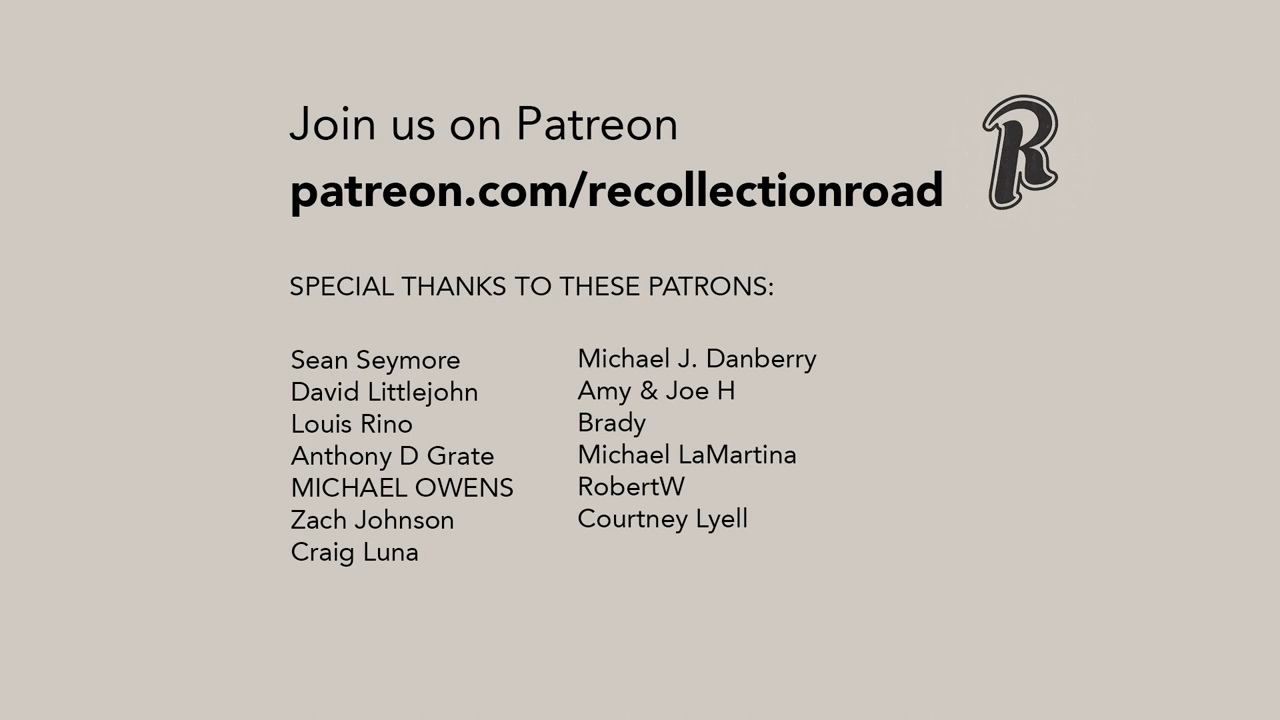 Join us on Patreon
R
patreon.com/recollectionroad
SPECIAL THANKS TO THESE PATRONS:
Sean Seymore
David Littlejohn
Louis Rino
Anthony D Grate
MICHAEL OWENS
Zach Johnson
Craig Luna
Michael J. Danberry
Amy & Joe H
Brady
Michael LaMartina
RobertW
Courtney Lyell